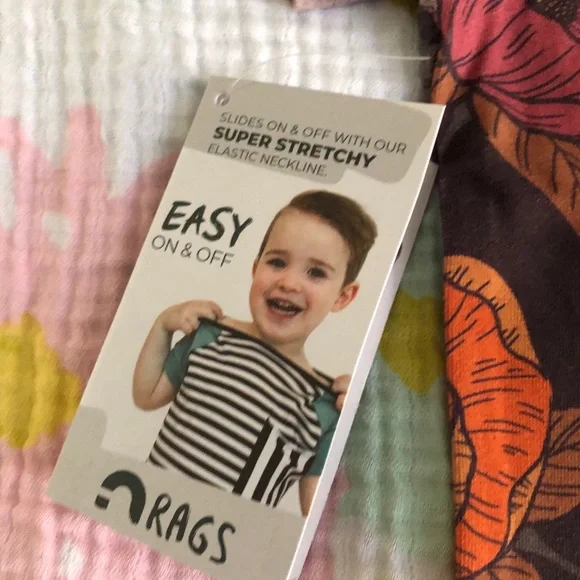 SLIDES ON & OFF WITH OUR
SUPER STRETCHY
ELASTIC NECKLINE.
EASY
ON & OFF
RAGS